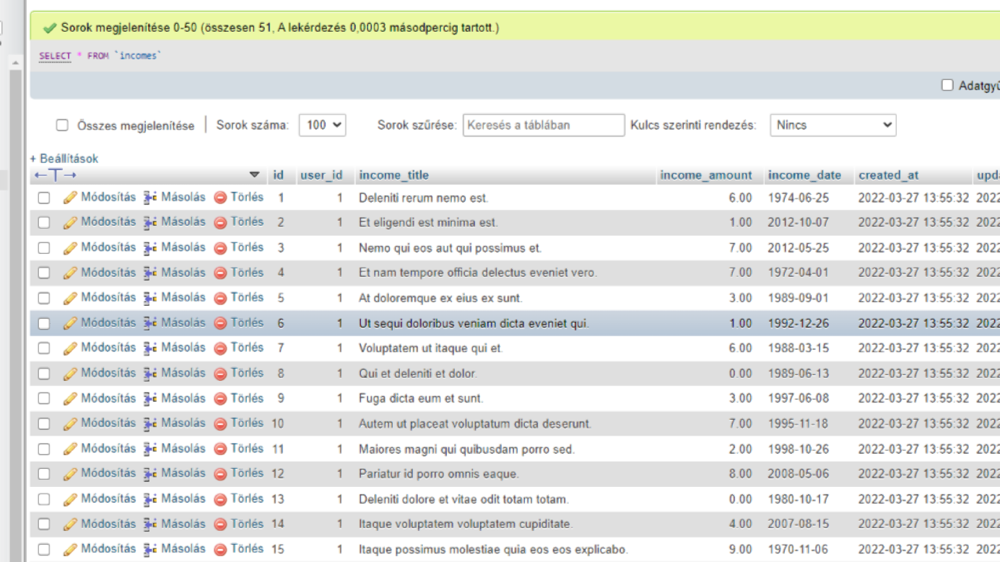 Sorok megjelenítése 0-50 (összesen 51, A lekérdezés 0,0003 másodpercig tartott.)
SELECT * FROM `incomes`
Összes megjelenítése Sorok száma: 100 Sorok szűrése: Keresés a táblában Kulcs szerinti rendezés: Nincs
+ Beállítások
←T→ id user_id income_title income_amount income_date created_at
Módosítás Másolás Törlés 1 1 Deleniti rerum nemo est. 6.00 1974-06-25 2022-03-27 13:55:32 2022
Módosítás Másolás Törlés 2 1 Et eligendi est minima est. 1.00 2012-10-07 2022-03-27 13:55:32 2022
Módosítás Másolás Törlés 3 1 Nemo qui eos aut qui possimus et. 7.00 2012-05-25 2022-03-27 13:55:32 2022
Módosítás Másolás Törlés 4 1 Et nam tempore officia delectus eveniet vero. 7.00 1972-04-01 2022-03-27 13:55:32 2022
Módosítás Másolás Törlés 5 1 At doloremque ex eius ex sunt. 3.00 1989-09-01 2022-03-27 13:55:32 2022
Módosítás Másolás Törlés 6 1 Ut sequi doloribus veniam dicta eveniet qui. 1.00 1992-12-26 2022-03-27 13:55:32 2022
Módosítás Másolás Törlés 7 1 Voluptatem ut itaque qui et. 6.00 1988-03-15 2022-03-27 13:55:32 2022
Módosítás Másolás Törlés 8 1 Qui et deleniti et dolor. 0.00 1989-06-13 2022-03-27 13:55:32 2022
Módosítás Másolás Törlés 9 1 Fuga dicta eum et sunt. 3.00 1997-06-08 2022-03-27 13:55:32 2022
Módosítás Másolás Törlés 10 1 Autem ut placeat voluptatum dicta deserunt. 7.00 1995-11-18 2022-03-27 13:55:32 2022
Módosítás Másolás Törlés 11 1 Maiores magni qui quibusdam porro sed. 2.00 1998-10-26 2022-03-27 13:55:32 2022
Módosítás Másolás Törlés 12 1 Pariatur id porro omnis eaque. 8.00 2008-05-06 2022-03-27 13:55:32 2022
Módosítás Másolás Törlés 13 1 Deleniti dolore et vitae odit totam totam. 0.00 1980-10-17 2022-03-27 13:55:32 2022
Módosítás Másolás Törlés 14 1 Itaque voluptatem voluptatem cupiditate. 4.00 2007-08-15 2022-03-27 13:55:32 2022
Módosítás Másolás Törlés 15 1 Itaque possimus molestiae quia eos eos explicabo. 9.00 1970-11-06 2022-03-27 13:55:32 2022